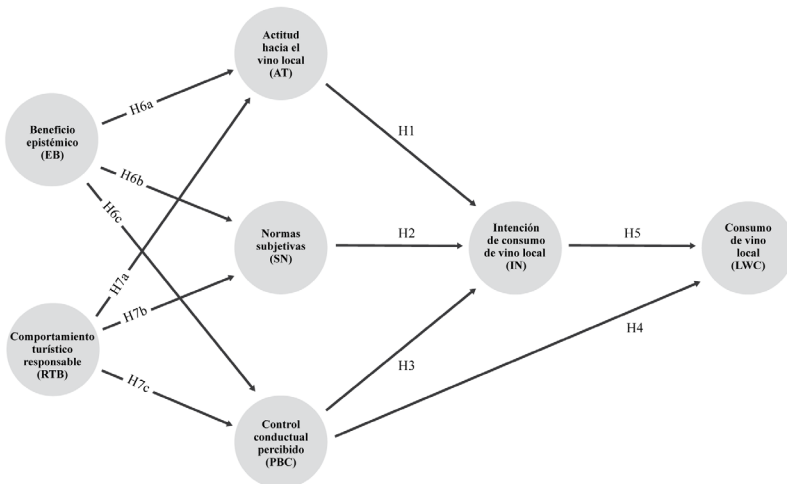 Actitud
hacia el
vino local
(AT)
H6a
Beneficio
epistémico
(EB)
H1
H6b
H6c
Normas
subjetivas
(SN)
H2
Intención
de consumo
de vino local
(IN)
H5
Consumo
de vino
local
(LWC)
H7a
H7b
Comportamiento
turístico
responsable
(RTB)
H4
H3
H7c
Control
conductual
percibido
(PBC)